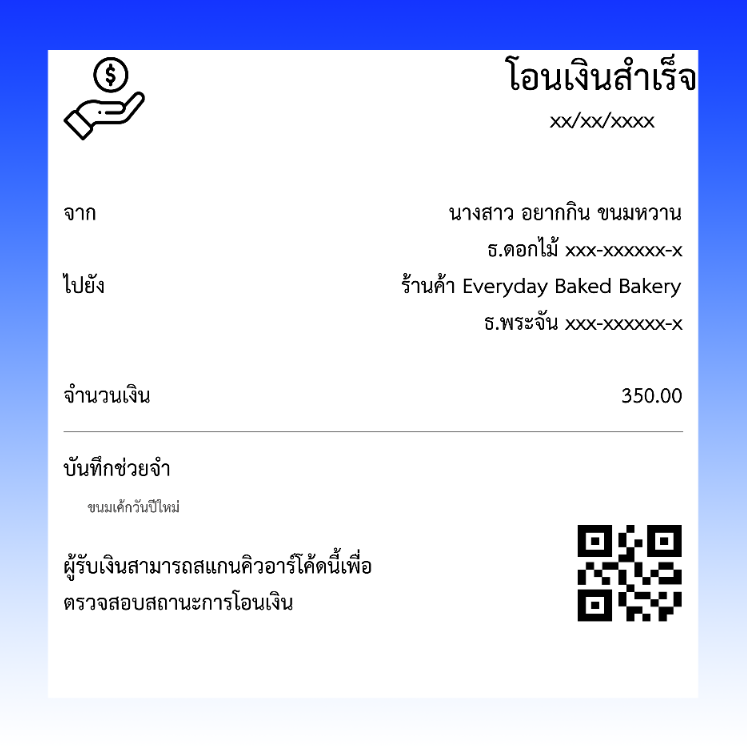 $
โอนเงินสำเร็จ
xx/xx/xxxx
จาก นางสาว อยากกิน ขนมหวาน
ธ.ดอกไม้ xxx-xxxxxx-x
ไปยัง ร้านค้า Everyday Baked Bakery
ธ.พระจัน xxx-xxxxxx-x
จำนวนเงิน 350.00
บันทึกช่วยจำ
ขนมเค้กวันปีใหม่
ผู้รับเงินสามารถสแกนคิวอาร์โค้ดนี้เพื่อ
ตรวจสอบสถานะการโอนเงิน